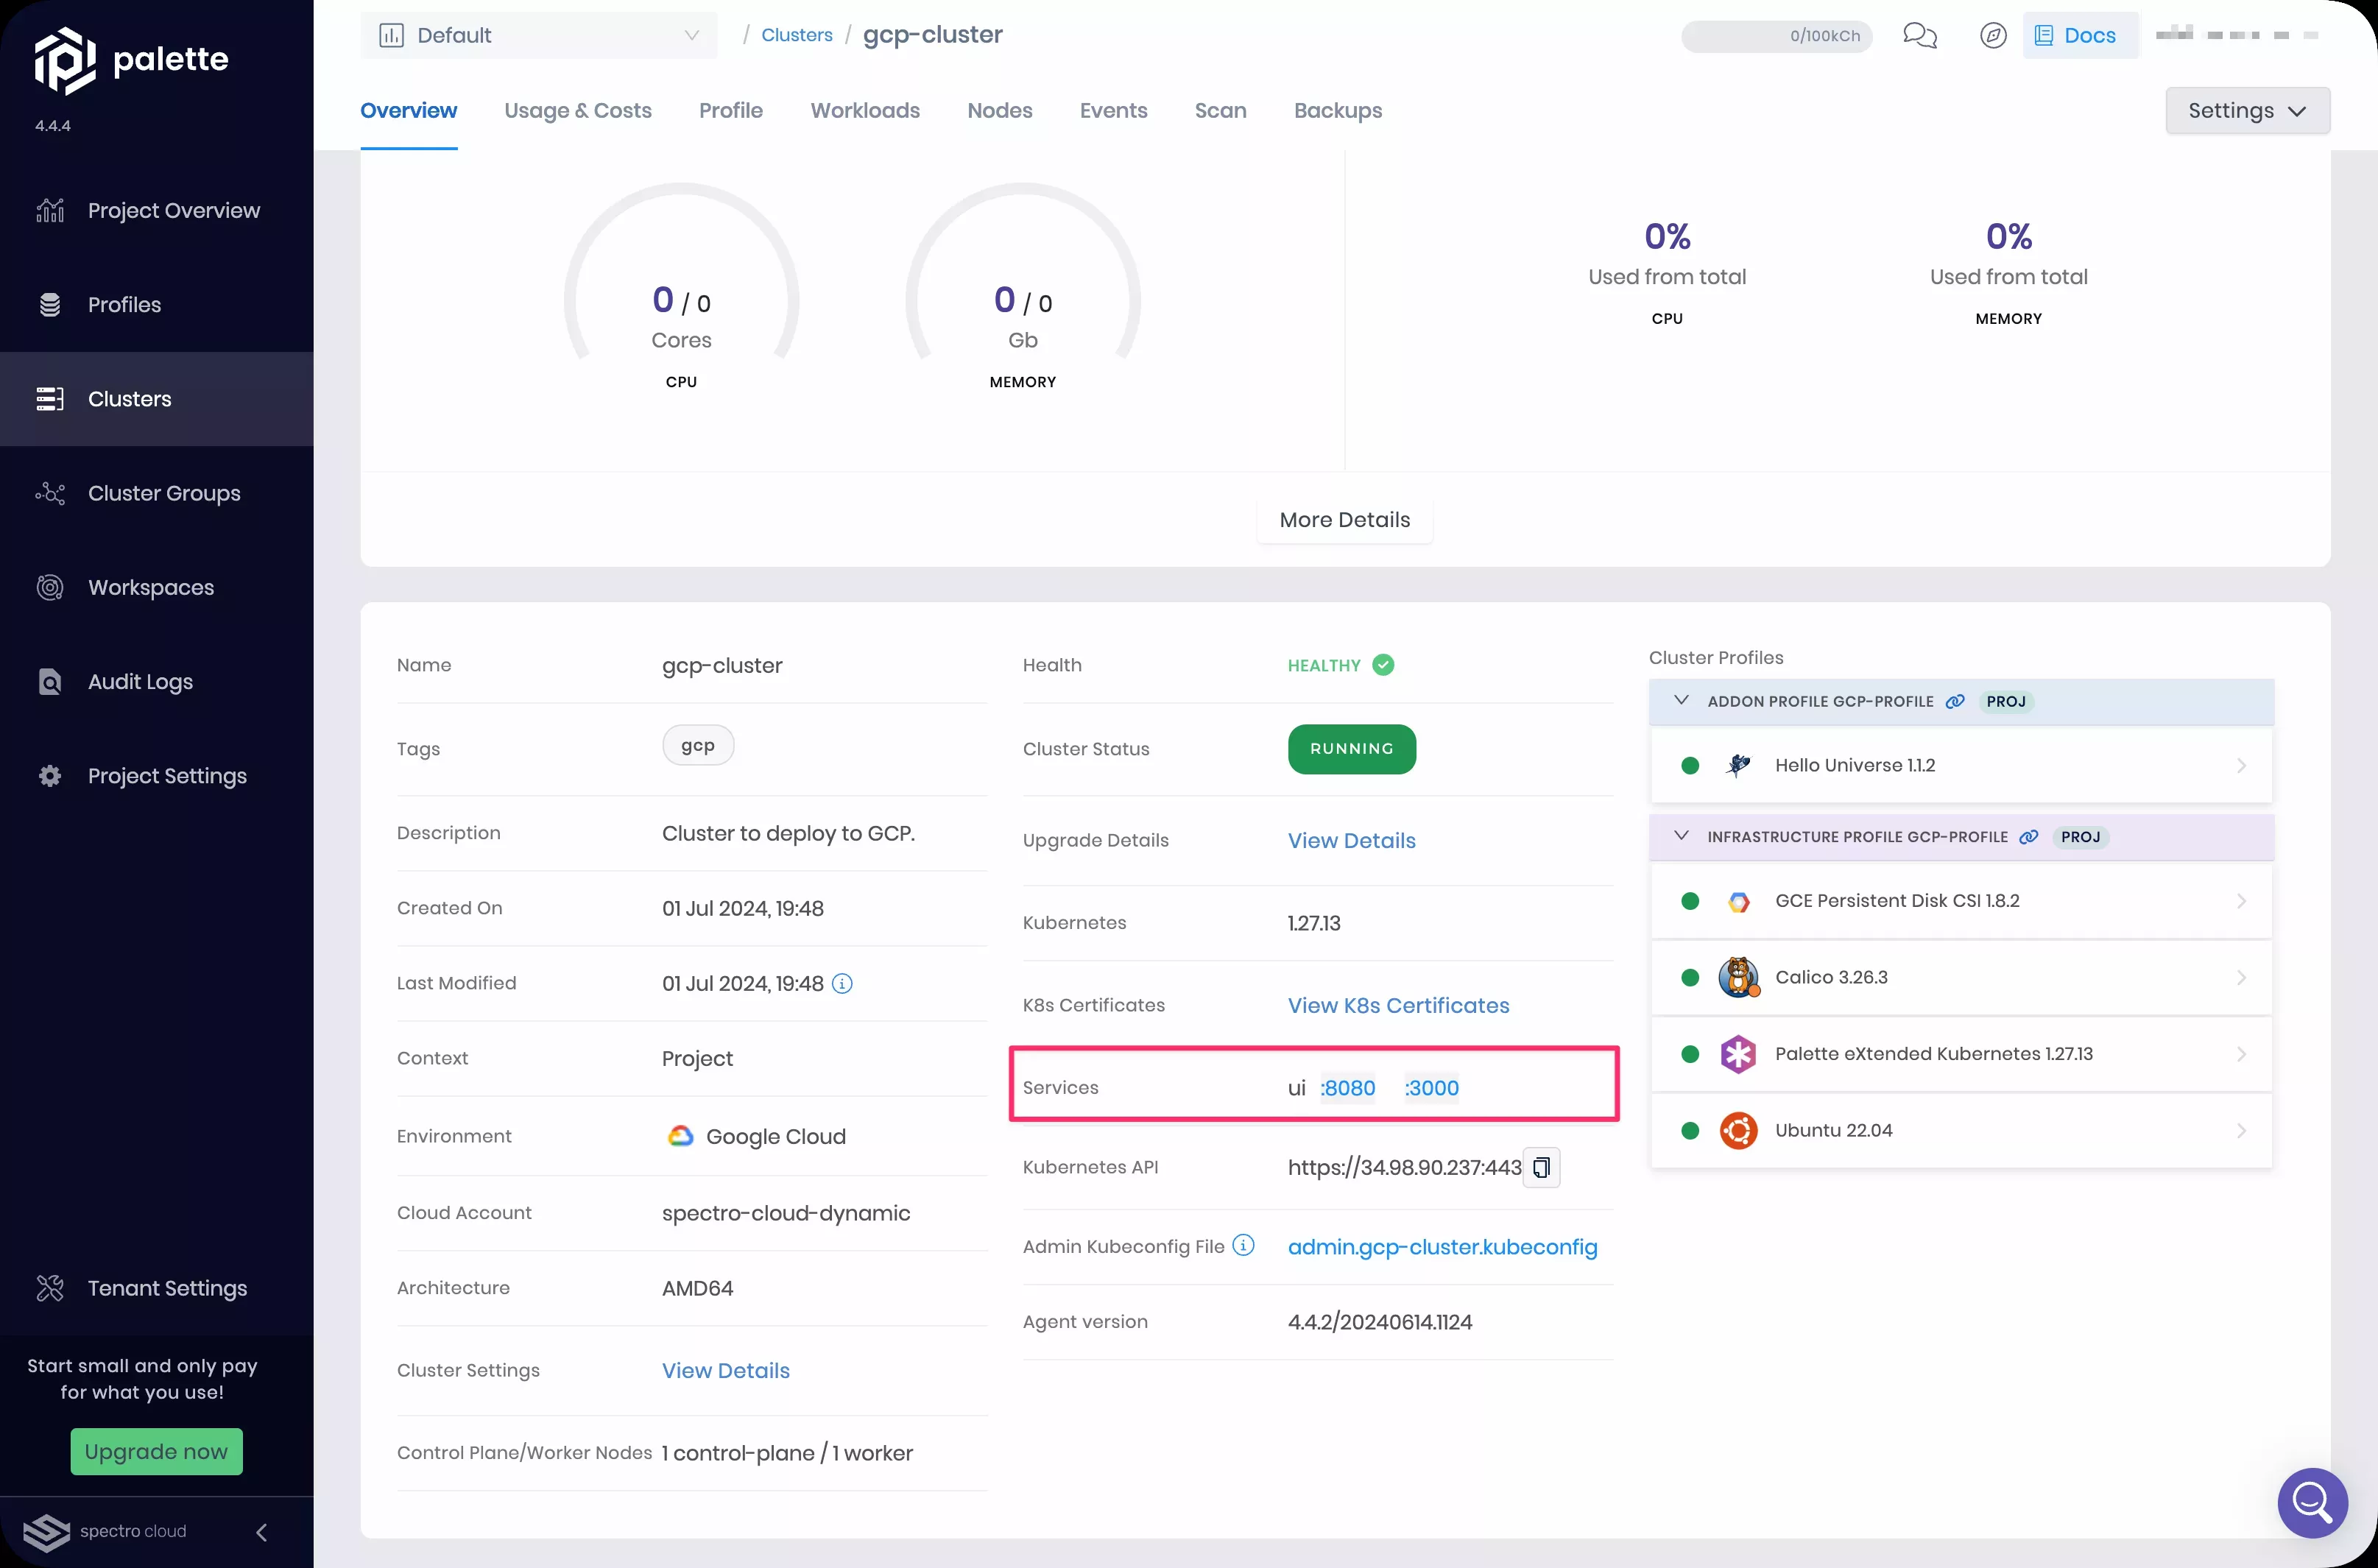 palette
4.4.4
Project Overview
Profiles
Clusters
Cluster Groups
Workspaces
Audit Logs
Project Settings
Tenant Settings
Start small and only pay
for what you use!
Upgrade now
spectro cloud
Default
/ Clusters / gcp-cluster
0/100kCh
Docs
Overview Usage & Costs Profile Workloads Nodes Events Scan Backups
Settings
0 / 0
Cores
CPU
0 / 0
Gb
MEMORY
0%
Used from total
CPU
0%
Used from total
MEMORY
More Details
Name gcp-cluster
Tags gcp
Description Cluster to deploy to GCP.
Created On 01 Jul 2024, 19:48
Last Modified 01 Jul 2024, 19:48
Context Project
Environment Google Cloud
Cloud Account spectro-cloud-dynamic
Architecture AMD64
Cluster Settings View Details
Control Plane/Worker Nodes 1 control-plane / 1 worker
Health HEALTHY
Cluster Status RUNNING
Upgrade Details View Details
Kubernetes 1.27.13
K8s Certificates View K8s Certificates
Services ui :8080 :3000
Kubernetes API https://34.98.90.237:443
Admin Kubeconfig File admin.gcp-cluster.kubeconfig
Agent version 4.4.2/20240614.1124
Cluster Profiles
ADDON PROFILE GCP-PROFILE PROJ
Hello Universe 1.1.2
INFRASTRUCTURE PROFILE GCP-PROFILE PROJ
GCE Persistent Disk CSI 1.8.2
Calico 3.26.3
Palette eXtended Kubernetes 1.27.13
Ubuntu 22.04